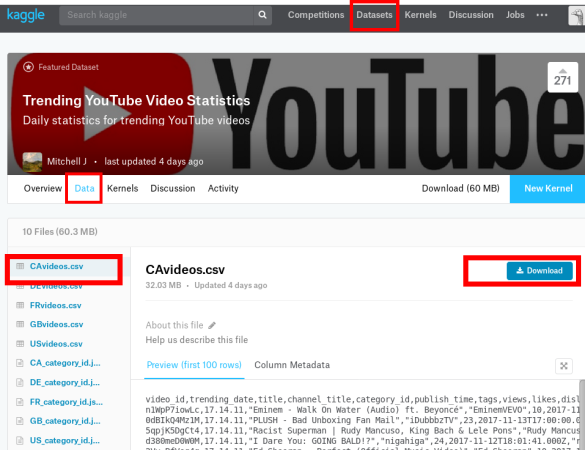 kaggle Search kaggle Competitions Datasets Kernels Discussion Jobs •••
Featured Dataset
271
Trending YouTube Video Statistics
Daily statistics for trending YouTube videos
YouTube
Mitchell J • last updated 4 days ago
Overview Data Kernels Discussion Activity Download (60 MB) New Kernel
10 Files (60.3 MB)
CAvideos.csv
DEvideos.csv
FRvideos.csv
GBvideos.csv
USvideos.csv
CA_category_id.j...
DE_category_id.j...
FR_category_id.js...
GB_category_id.j...
US_category_id.j...
CAvideos.csv Download
32.03 MB • Updated 4 days ago
About this file
Help us describe this file
Preview (first 100 rows) Column Metadata
video_id,trending_date,title,channel_title,category_id,publish_time,tags,views,likes,disl
n1WpP7iowLc,17.14.11,"Eminem - Walk On Water (Audio) ft. Beyoncé","EminemVEVO",10,2017-11
0dBIkQ4Mz1M,17.14.11,"PLUSH - Bad Unboxing Fan Mail","iDubbbzTV",23,2017-11-13T17:00:00.0
5qpjK5DgCt4,17.14.11,"Racist Superman | Rudy Mancuso, King Bach & Lele Pons","Rudy Mancus
d380meD0W0M,17.14.11,"I Dare You: GOING BALD!?","nigahiga",24,2017-11-12T18:01:41.000Z,"r